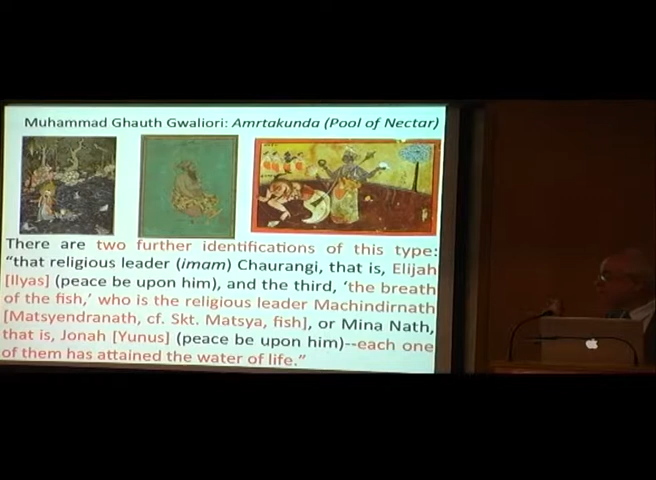 Muhammad Ghauth Gwaliori: Amrtakunda (Pool of Nectar)
There are two further identifications of this type:
“that religious leader (imam) Chaurangi, that is, Elijah
[Ilyas] (peace be upon him), and the third, ‘the breath
of the fish,’ who is the religious leader Machindirnath
[Matsyendranath, cf. Skt. Matsya, fish], or Mina Nath,
that is, Jonah [Yunus] (peace be upon him)--each one
of them has attained the water of life.”